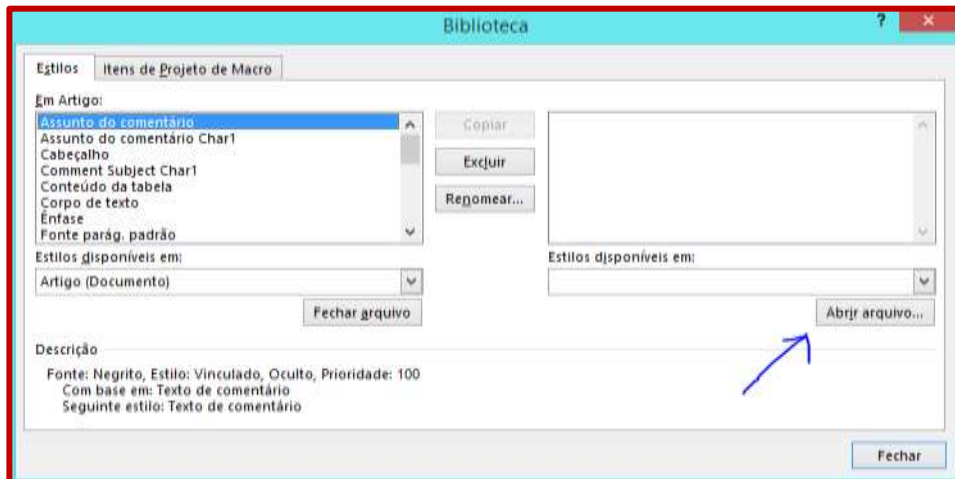 Biblioteca
?
Estilos Itens de Projeto de Macro
Em Artigo:
Assunto do comentário
Assunto do comentário Char1
Cabeçalho
Comment Subject Char1
Conteúdo da tabela
Corpo de texto
Ênfase
Fonte parág. padrão
Copiar
Excluir
Renomear...
Estilos disponíveis em:
Artigo (Documento)
Fechar arquivo
Estilos disponíveis em:
Abrir arquivo...
Descrição
Fonte: Negrito, Estilo: Vinculado, Oculto, Prioridade: 100
Com base em: Texto de comentário
Seguinte estilo: Texto de comentário
Fechar